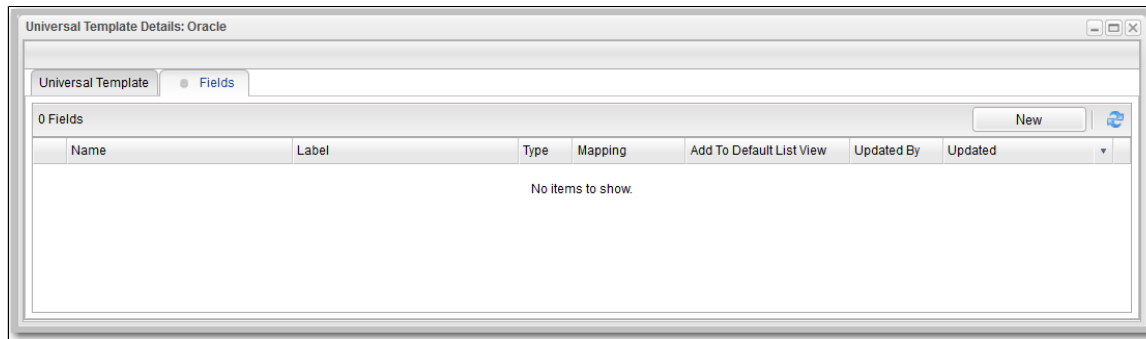 Universal Template Details: Oracle
Universal Template Fields
0 Fields New
Name Label Type Mapping Add To Default List View Updated By Updated
No items to show.